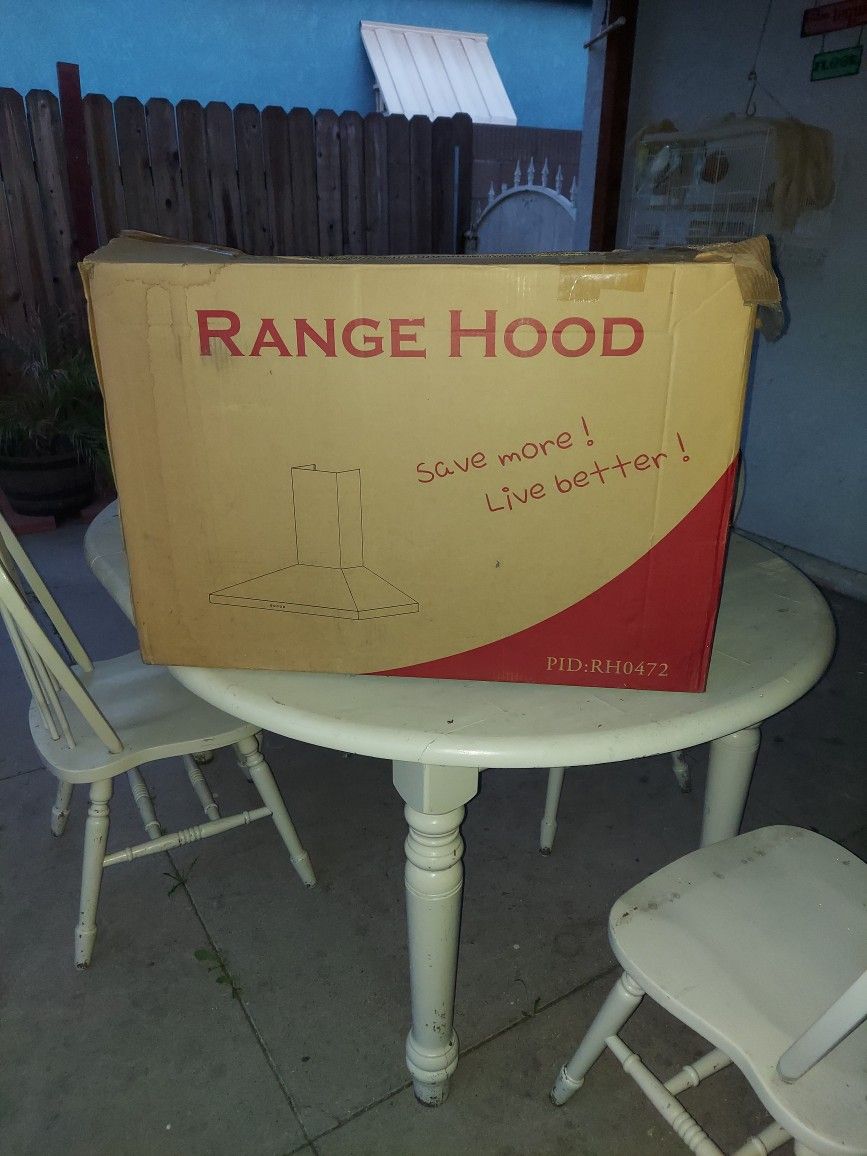 RANGE HOOD
Save more!
Live better!
PID:RH0472